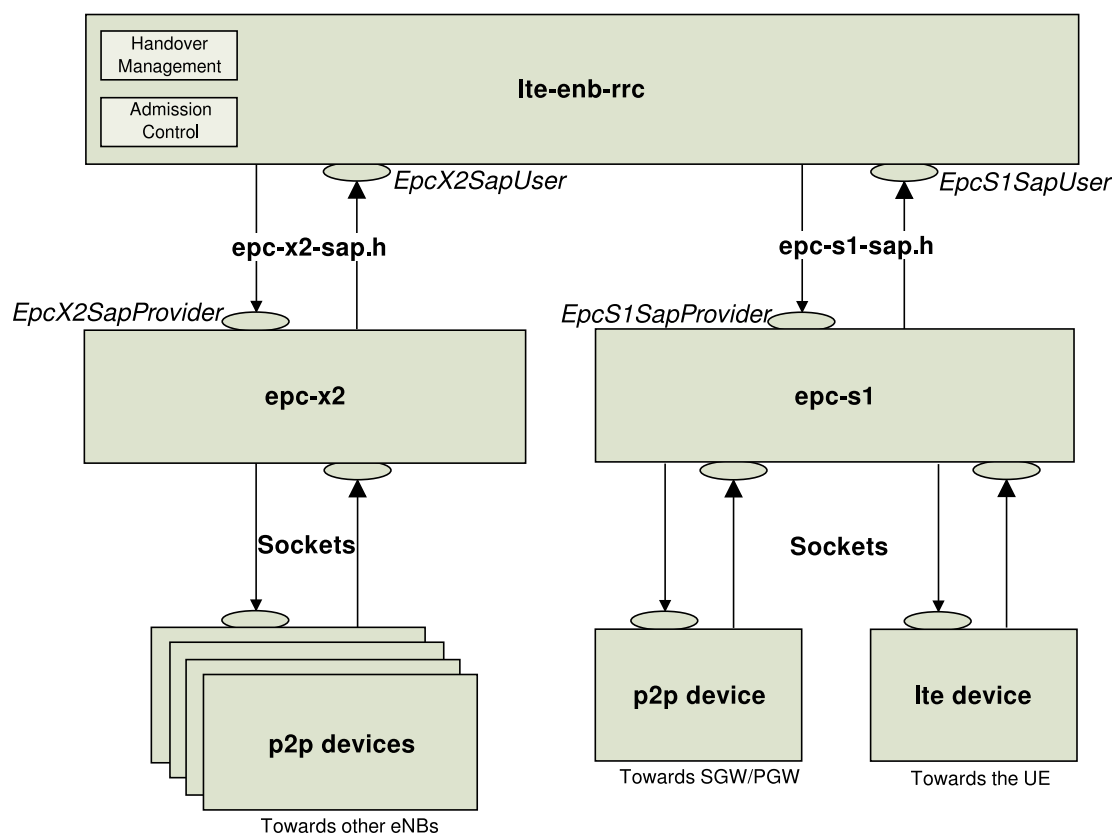 Handover
Management
lte-enb-rrc
Admission
Control
EpcX2SapUser
EpcS1SapUser
epc-x2-sap.h
epc-s1-sap.h
EpcX2SapProvider
EpcS1SapProvider
epc-x2
epc-s1
Sockets
Sockets
p2p devices
p2p device
lte device
Towards SGW/PGW
Towards the UE
Towards other eNBs